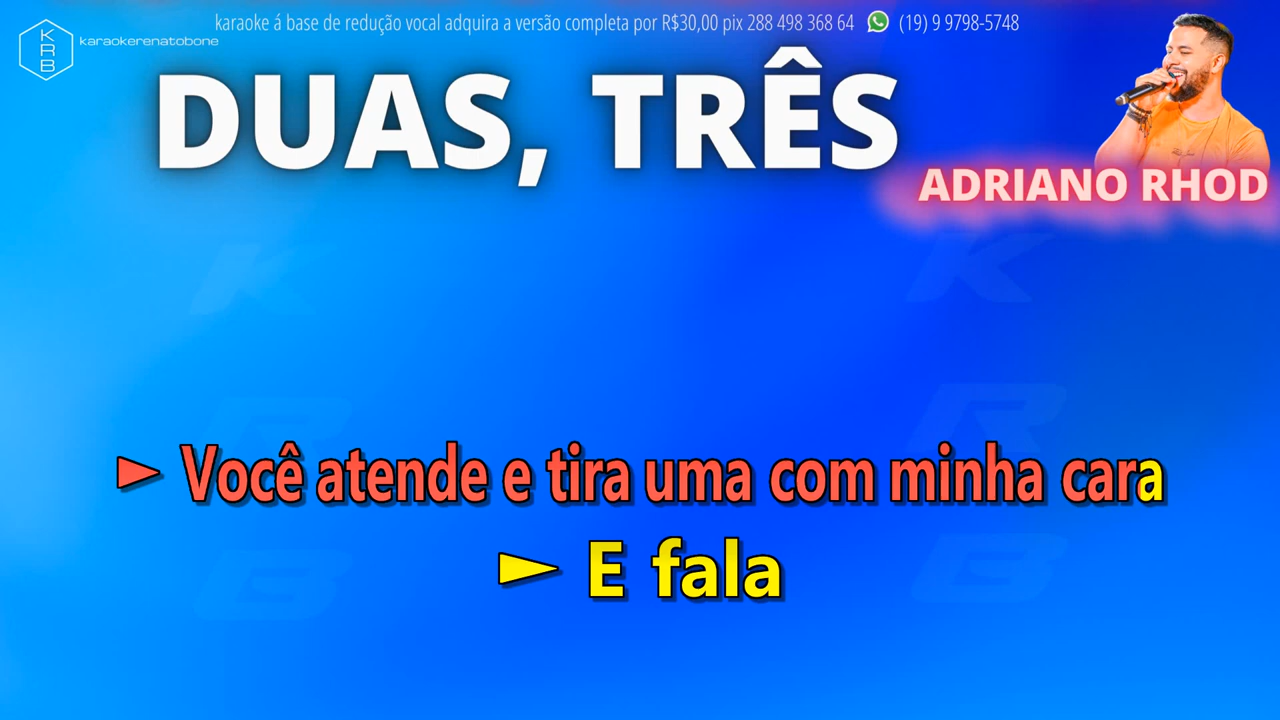 karaoke á base de redução vocal adquira a versão completa por R$30,00 pix 288 498 368 64 (19) 9 9798-5748
KRB
karaokerenatobone
DUAS, TRÊS
ADRIANO RHOD
K
K
R
R
► Você atende e tira uma com minha cara
► E fala
B
B